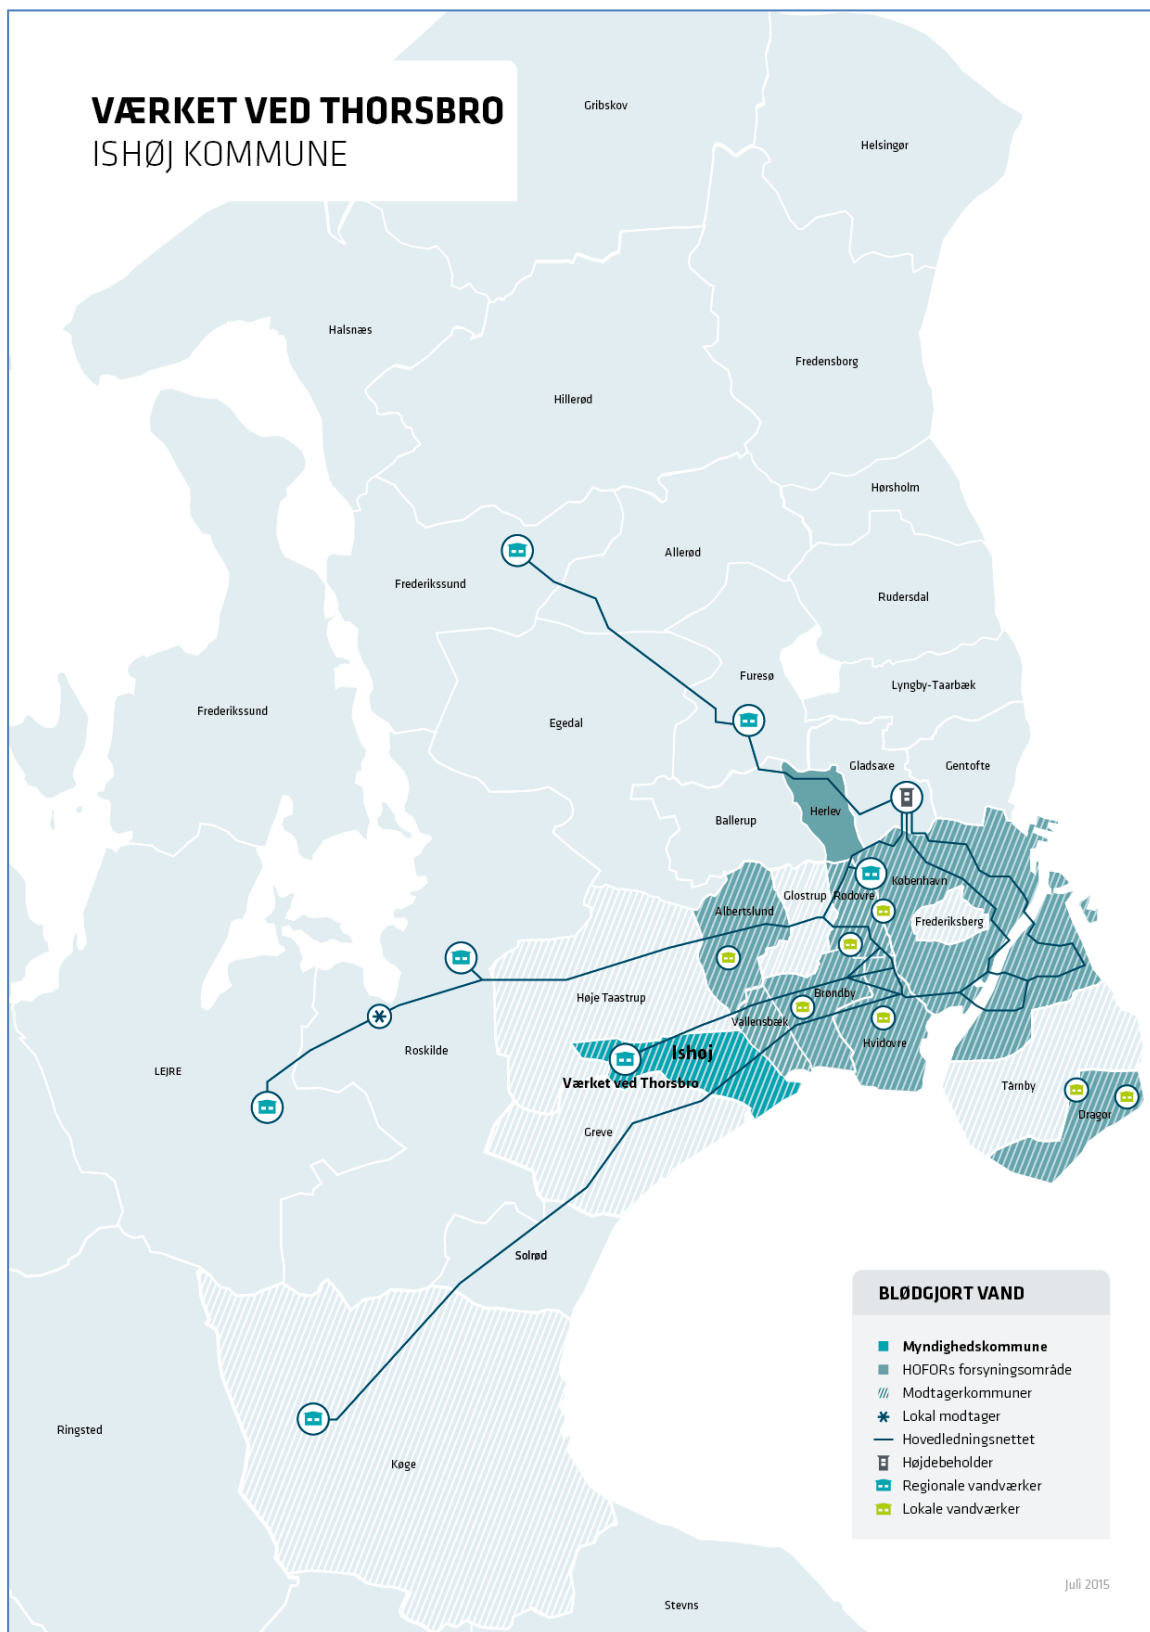 VÆRKET VED THORSBRO
ISHØJ KOMMUNE
Gribskov
Helsingør
Halsnæs
Fredensborg
Hillerød
Hørsholm
Allerød
Frederikssund
Rudersdal
Furesø
Lyngby-Taarbæk
Frederikssund
Egedal
Gladsaxe
Gentofte
Herlev
Ballerup
København
Glostrup
Rødovre
Albertslund
Frederiksberg
Høje Taastrup
Brøndby
Vallensbæk
Hvidovre
Roskilde
Ishøj
LEJRE
Værket ved Thorsbro
Tårnby
Dragør
Greve
Solrød
Ringsted
Køge
Stevns
BLØDGJORT VAND
Myndighedskommune
HOFORs forsyningsområde
Modtagerkommuner
Lokal modtager
Hovedledningsnettet
Højdebeholder
Regionale vandværker
Lokale vandværker
Juli 2015